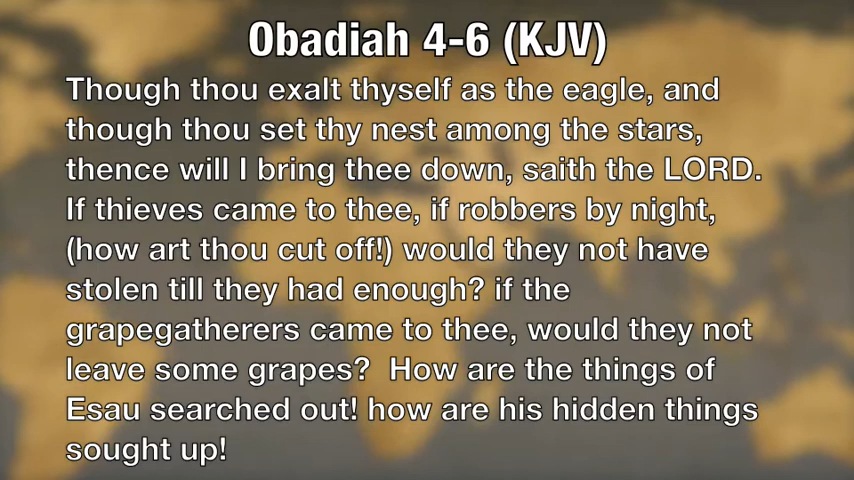 Obadiah 4-6 (KJV)
Though thou exalt thyself as the eagle, and
though thou set thy nest among the stars,
thence will I bring thee down, saith the LORD.
If thieves came to thee, if robbers by night,
(how art thou cut off!) would they not have
stolen till they had enough? if the
grapegatherers came to thee, would they not
leave some grapes?  How are the things of
Esau searched out! how are his hidden things
sought up!